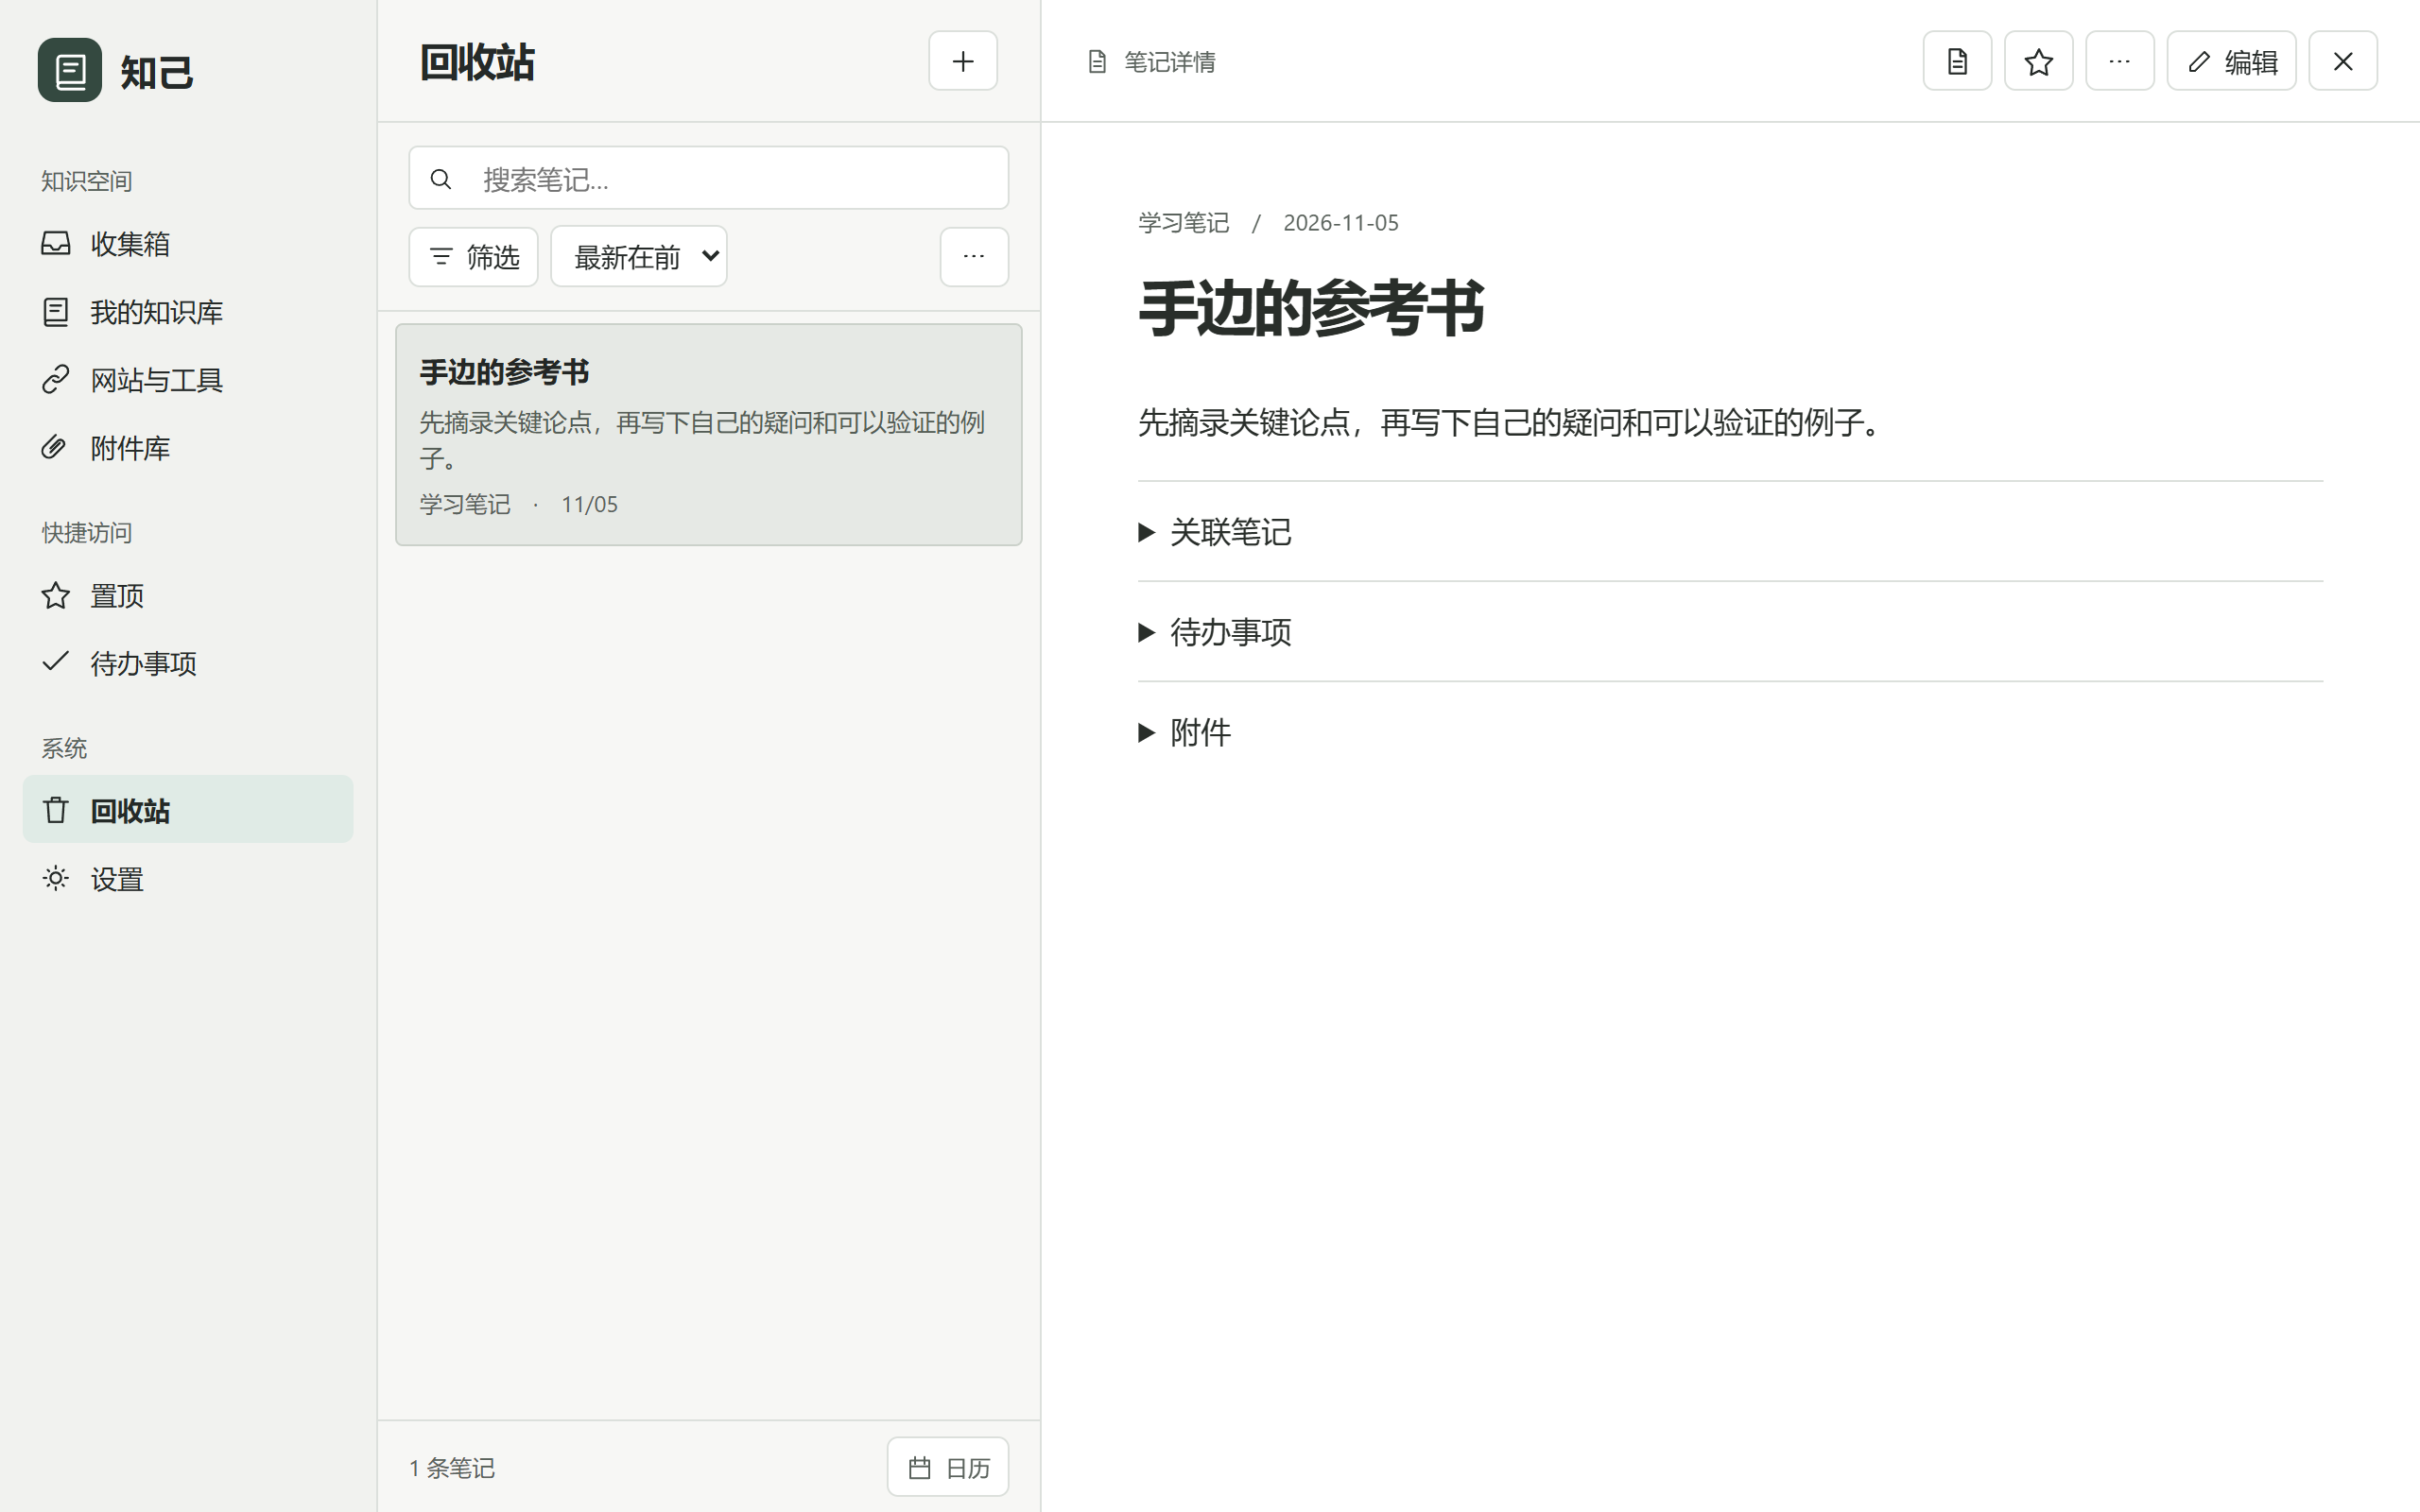 知己
知识空间
收集箱
我的知识库
网站与工具
附件库
快捷访问
置顶
待办事项
系统
回收站
设置
回收站
搜索笔记...
筛选
最新在前
手边的参考书
先摘录关键论点，再写下自己的疑问和可以验证的例
子。
学习笔记 · 11/05
1 条笔记
日历
笔记详情
编辑
学习笔记 / 2026-11-05
手边的参考书
先摘录关键论点，再写下自己的疑问和可以验证的例子。
关联笔记
待办事项
附件